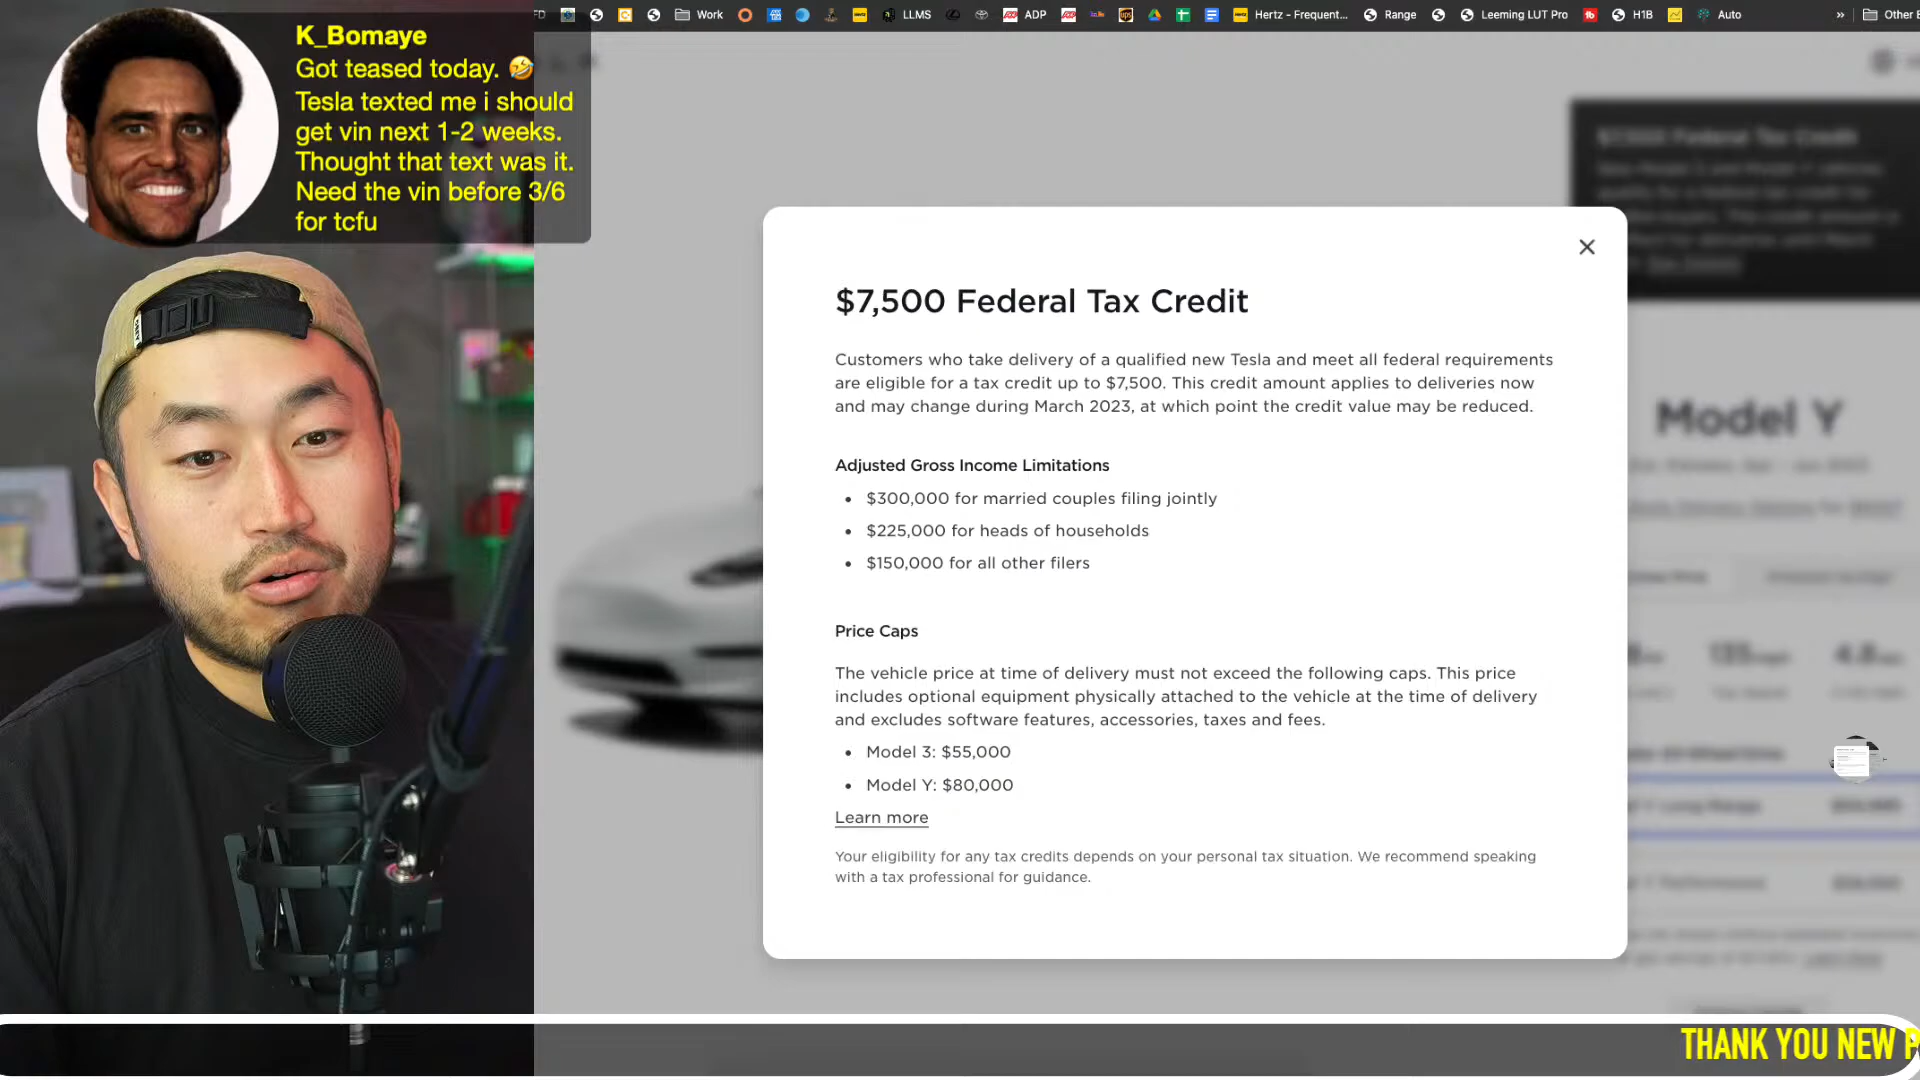 K_Bomaye
Got teased today. 🤣
Tesla texted me i should
get vin next 1-2 weeks.
Thought that text was it.
Need the vin before 3/6
for tcfu
Work
LLMS
ADP
Hertz - Frequent...
Range
Leeming LUT Pro
H1B
Auto
»
Other
$7,500 Federal Tax Credit
Customers who take delivery of a qualified new Tesla and meet all federal requirements
are eligible for a tax credit up to $7,500. This credit amount applies to deliveries now
and may change during March 2023, at which point the credit value may be reduced.
Adjusted Gross Income Limitations
• $300,000 for married couples filing jointly
• $225,000 for heads of households
• $150,000 for all other filers
Price Caps
The vehicle price at time of delivery must not exceed the following caps. This price
includes optional equipment physically attached to the vehicle at the time of delivery
and excludes software features, accessories, taxes and fees.
• Model 3: $55,000
• Model Y: $80,000
Learn more
Your eligibility for any tax credits depends on your personal tax situation. We recommend speaking
with a tax professional for guidance.
$7,500 Federal Tax Credit
Model Y
THANK YOU NEW